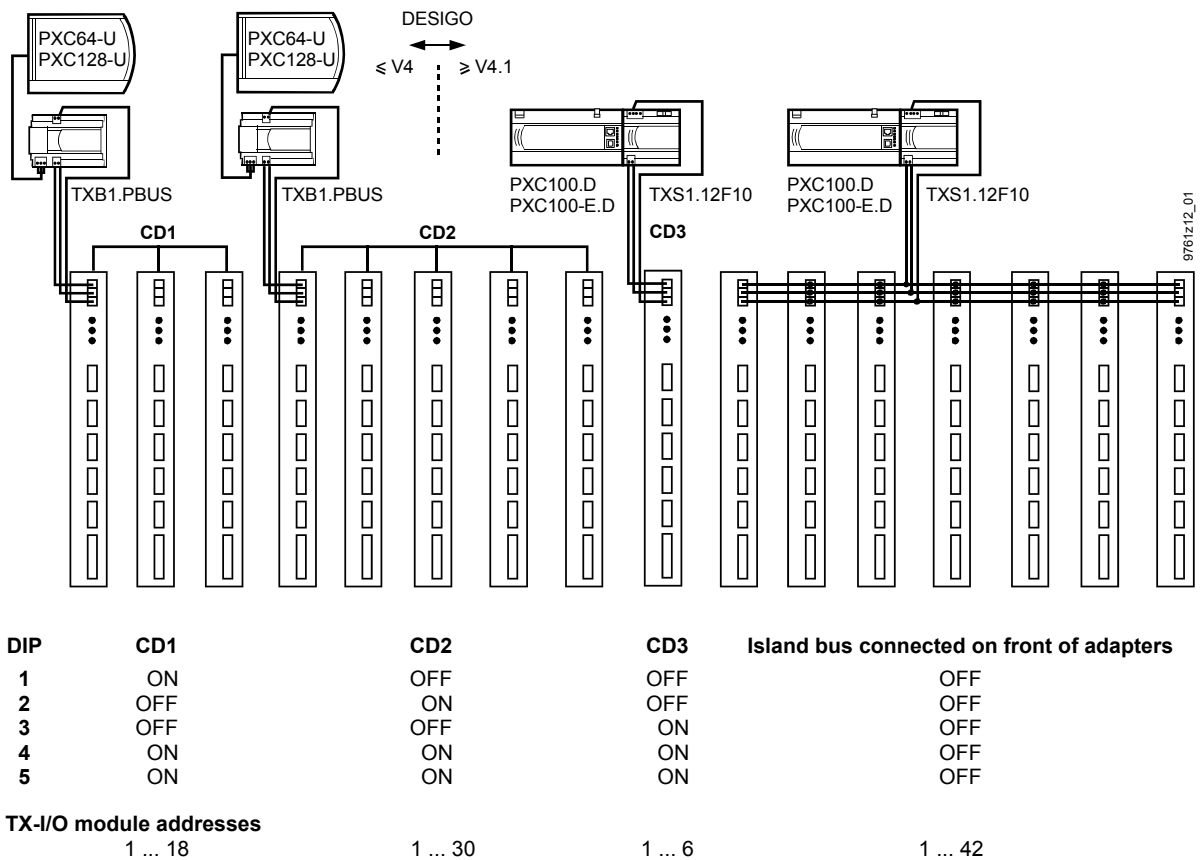 PXC64-U
PXC128-U
PXC64-U
PXC128-U
DESIGO
⩽ V4
⩾ V4.1
TXB1.PBUS
TXB1.PBUS
PXC100.D
PXC100-E.D
TXS1.12F10
PXC100.D
PXC100-E.D
TXS1.12F10
9761z12_01
CD1
CD2
CD3
DIP CD1 CD2 CD3 Island bus connected on front of adapters
1 ON OFF OFF OFF
2 OFF ON OFF OFF
3 OFF OFF ON OFF
4 ON ON ON OFF
5 ON ON ON OFF
TX-I/O module addresses
1 ... 18 1 ... 30 1 ... 6 1 ... 42